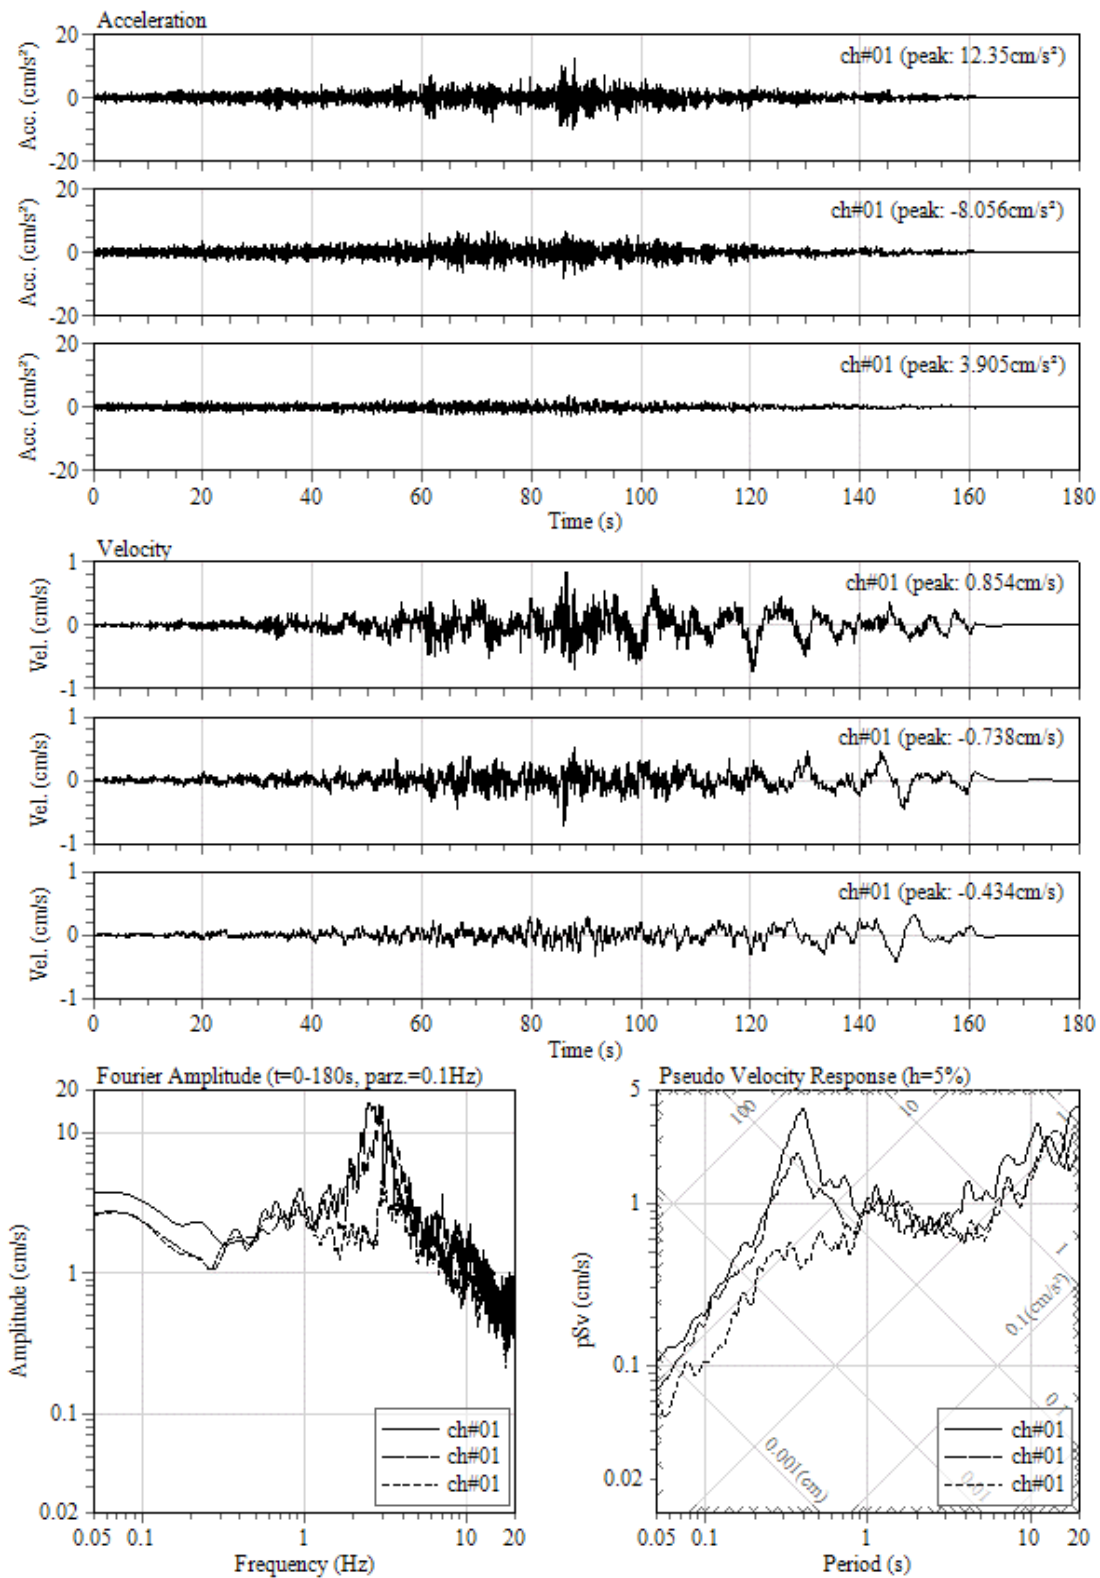 Acceleration
20
0
-20
Acc. (cm/s²)
ch#01 (peak: 12.35cm/s²)
20
0
-20
Acc. (cm/s²)
ch#01 (peak: -8.056cm/s²)
20
0
-20
Acc. (cm/s²)
ch#01 (peak: 3.905cm/s²)
0 20 40 60 80 100 120 140 160 180
Time (s)
Velocity
1
0
-1
Vel. (cm/s)
ch#01 (peak: 0.854cm/s)
1
0
-1
Vel. (cm/s)
ch#01 (peak: -0.738cm/s)
1
0
-1
Vel. (cm/s)
ch#01 (peak: -0.434cm/s)
0 20 40 60 80 100 120 140 160 180
Time (s)
Fourier Amplitude (t=0-180s, parz.=0.1Hz)
20
10
1
0.1
0.02
Amplitude (cm/s)
ch#01
ch#01
ch#01
0.05 0.1 1 10 20
Frequency (Hz)
Pseudo Velocity Response (h=5%)
5
1
0.1
0.02
pSv (cm/s)
100
10
1
1
0.1(cm/s²)
0.1
0.001(cm)
0.01
ch#01
ch#01
ch#01
0.05 0.1 1 10 20
Period (s)